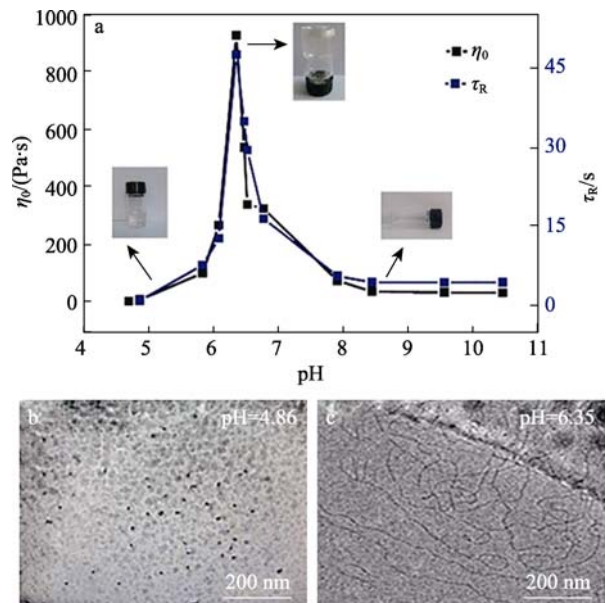 a
1000
800
600
400
200
0
η₀/(Pa·s)
η₀
τR
45
30
15
0
τR/s
4 5 6 7 8 9 10 11
pH
b pH=4.86
200 nm
c pH=6.35
200 nm